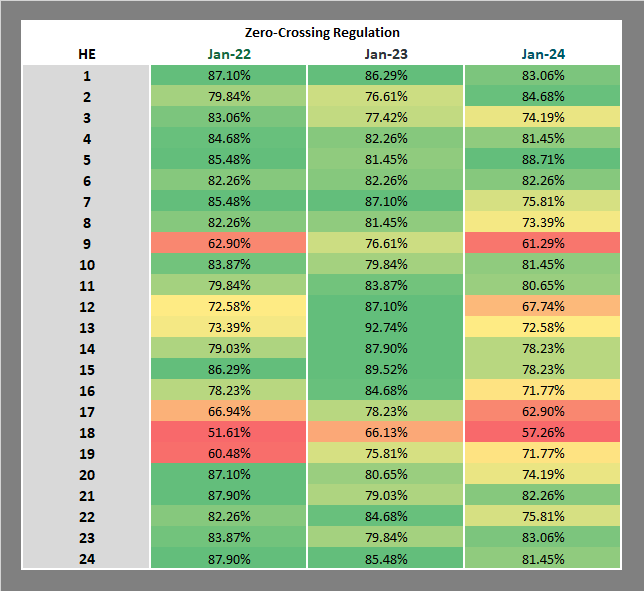 Zero-Crossing Regulation
HE Jan-22 Jan-23 Jan-24
1 87.10% 86.29% 83.06%
2 79.84% 76.61% 84.68%
3 83.06% 77.42% 74.19%
4 84.68% 82.26% 81.45%
5 85.48% 81.45% 88.71%
6 82.26% 82.26% 82.26%
7 85.48% 87.10% 75.81%
8 82.26% 81.45% 73.39%
9 62.90% 76.61% 61.29%
10 83.87% 79.84% 81.45%
11 79.84% 83.87% 80.65%
12 72.58% 87.10% 67.74%
13 73.39% 92.74% 72.58%
14 79.03% 87.90% 78.23%
15 86.29% 89.52% 78.23%
16 78.23% 84.68% 71.77%
17 66.94% 78.23% 62.90%
18 51.61% 66.13% 57.26%
19 60.48% 75.81% 71.77%
20 87.10% 80.65% 74.19%
21 87.90% 79.03% 82.26%
22 82.26% 84.68% 75.81%
23 83.87% 79.84% 83.06%
24 87.90% 85.48% 81.45%